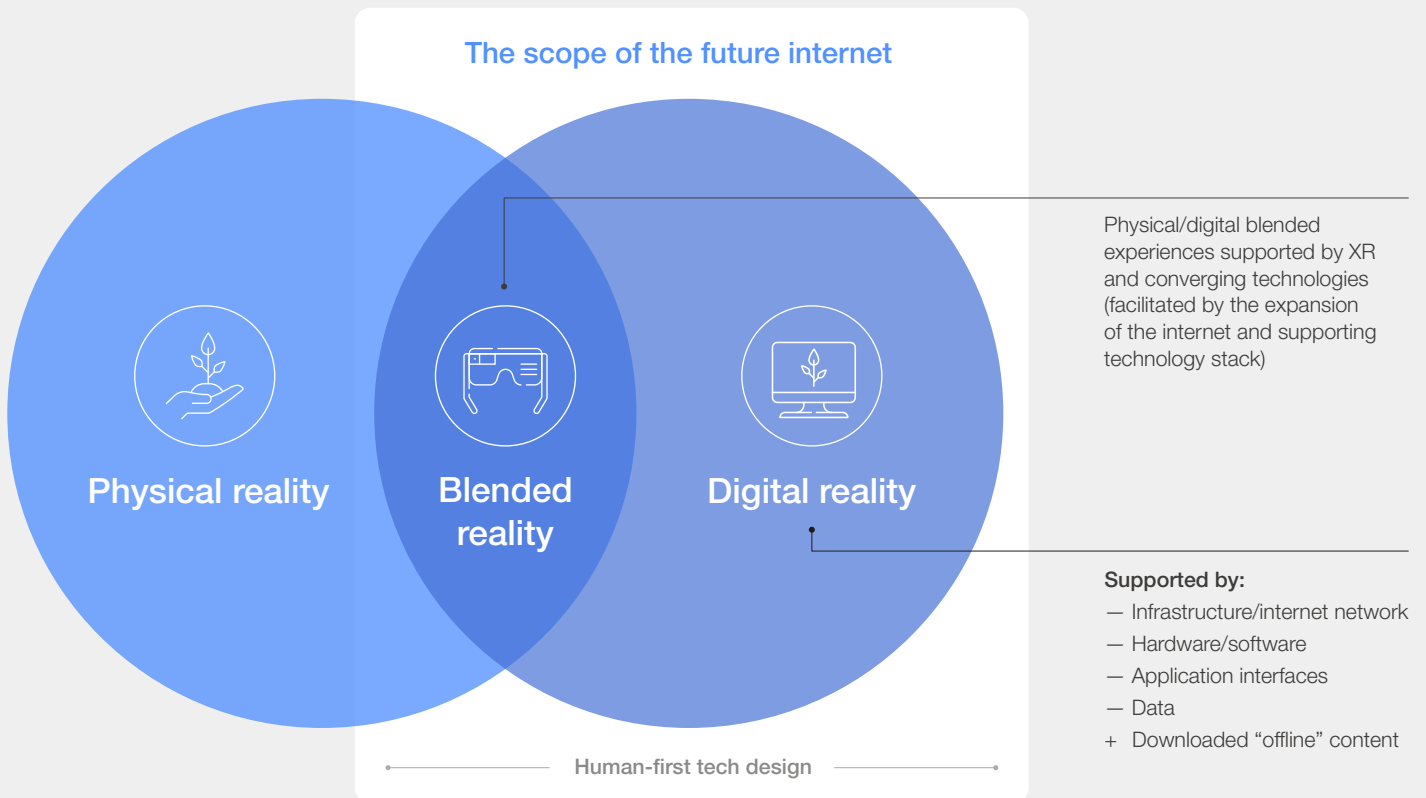 The scope of the future internet
Physical reality
Blended
reality
Digital reality
Physical/digital blended
experiences supported by XR
and converging technologies
(facilitated by the expansion
of the internet and supporting
technology stack)
Supported by:
— Infrastructure/internet network
— Hardware/software
— Application interfaces
— Data
+ Downloaded “offline” content
Human-first tech design